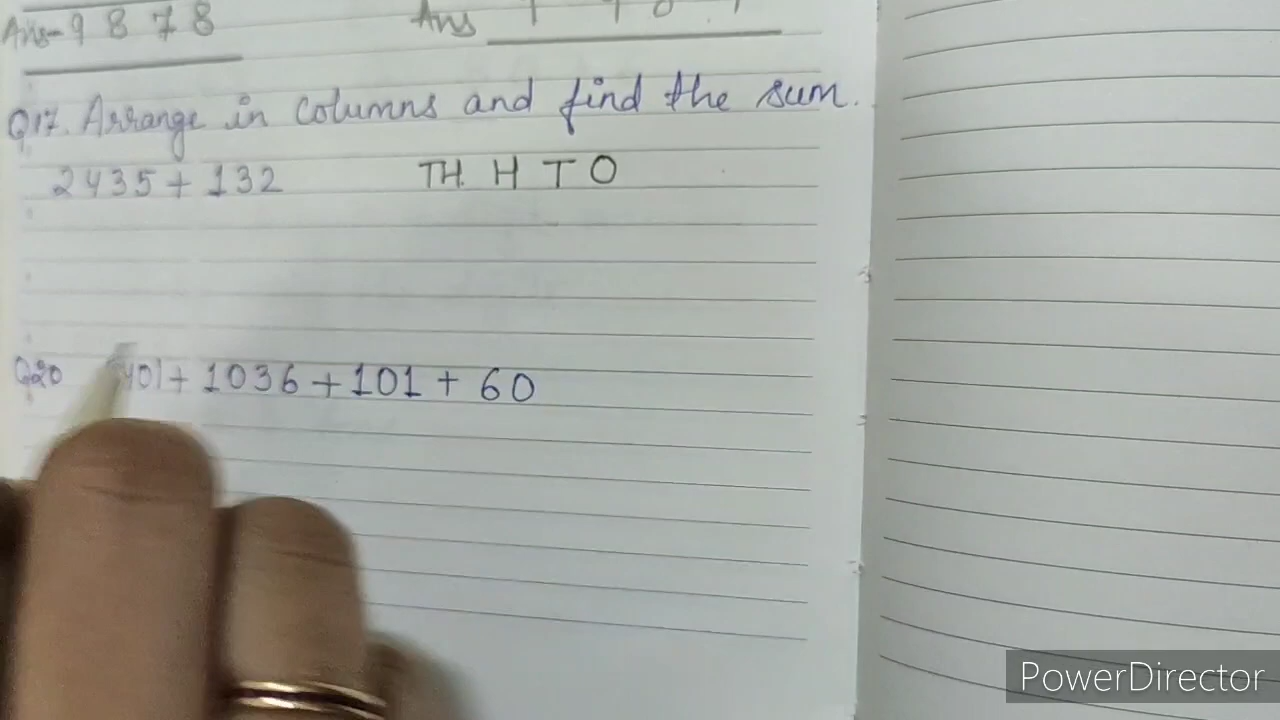 Ans-9 8 7 8
Ans
Q17. Arrange in columns and find the sum.
2435 + 132 TH. H T O
Q20 401 + 1036 + 101 + 60
PowerDirector